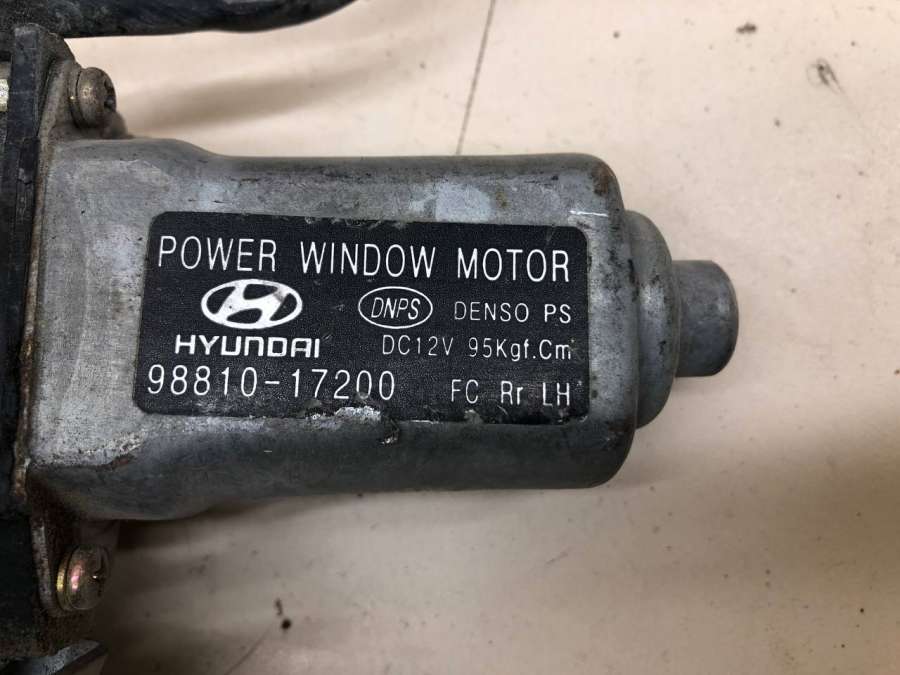 POWER WINDOW MOTOR
DNPS DENSO PS
HYUNDAI DC12V 95Kgf.Cm
98810-17200 FC Rr LH